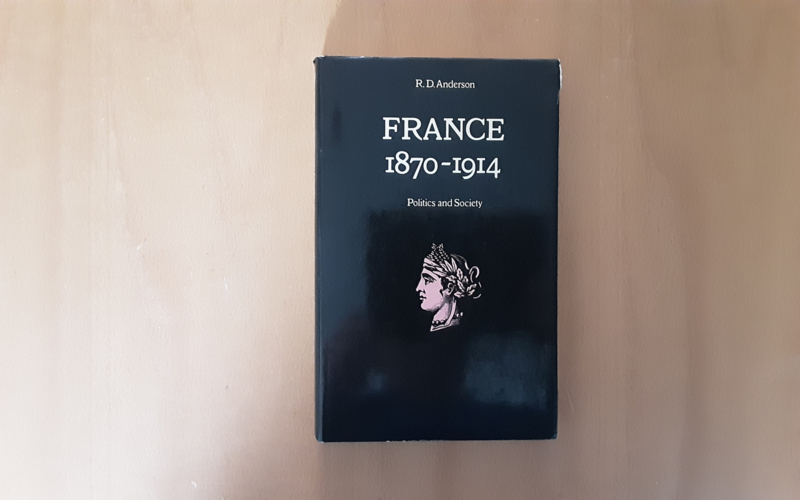 R. D. Anderson
FRANCE
1870-1914
Politics and Society